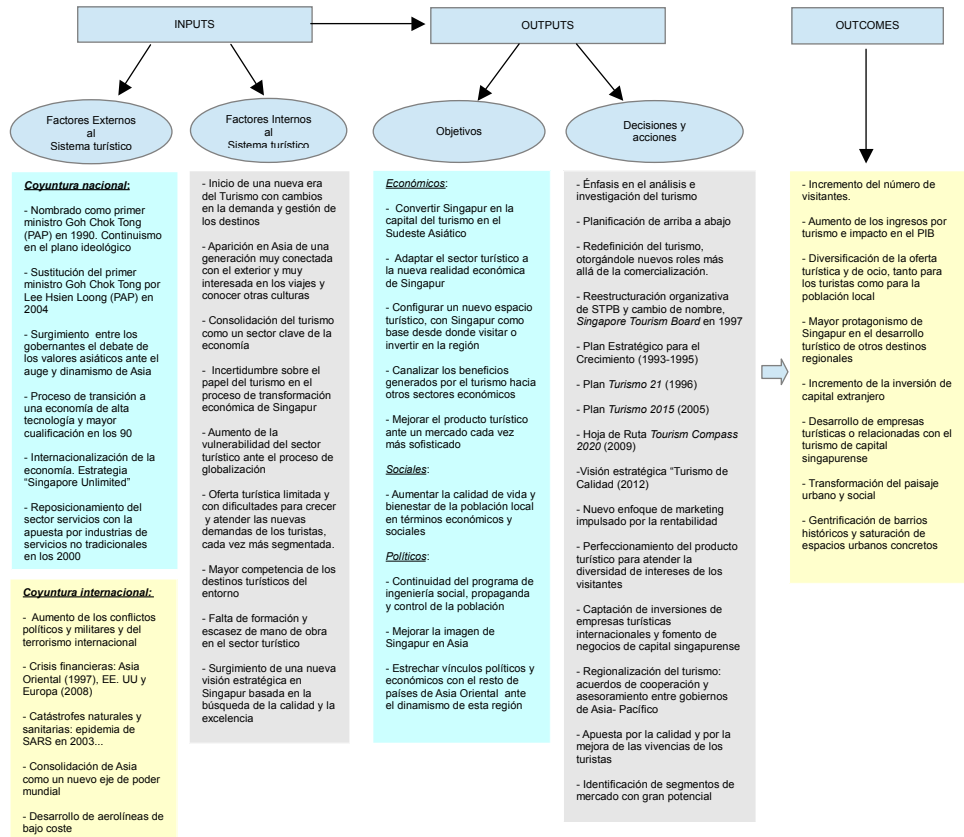 INPUTS
OUTPUTS
OUTCOMES
Factores Externos
al
Sistema turístico
Factores Internos
al
Sistema turístico
Objetivos
Decisiones y
acciones
Coyuntura nacional:
- Nombrado como primer
ministro Goh Chok Tong
(PAP) en 1990. Continuismo
en el plano ideológico
- Sustitución del primer
ministro Goh Chok Tong por
Lee Hsien Loong (PAP) en
2004
- Surgimiento entre los
gobernantes el debate de
los valores asiáticos ante el
auge y dinamismo de Asia
- Proceso de transición a
una economía de alta
tecnología y mayor
cualificación en los 90
- Internacionalización de la
economía. Estrategia
“Singapore Unlimited”
- Reposicionamiento del
sector servicios con la
apuesta por industrias de
servicios no tradicionales
en los 2000
Coyuntura internacional:
- Aumento de los conflictos
políticos y militares y del
terrorismo internacional
- Crisis financieras: Asia
Oriental (1997), EE. UU y
Europa (2008)
- Catástrofes naturales y
sanitarias: epidemia de
SARS en 2003...
- Consolidación de Asia
como un nuevo eje de poder
mundial
- Desarrollo de aerolíneas de
bajo coste
- Inicio de una nueva era
del Turismo con cambios
en la demanda y gestión de
los destinos
- Aparición en Asia de una
generación muy conectada
con el exterior y muy
interesada en los viajes y
conocer otras culturas
- Consolidación del turismo
como un sector clave de la
economía
- Incertidumbre sobre el
papel del turismo en el
proceso de transformación
económica de Singapur
- Aumento de la
vulnerabilidad del sector
turístico ante el proceso de
globalización
- Oferta turística limitada y
con dificultades para crecer
y atender las nuevas
demandas de los turistas,
cada vez más segmentada.
- Mayor competencia de los
destinos turísticos del
entorno
- Falta de formación y
escasez de mano de obra
en el sector turístico
- Surgimiento de una nueva
visión estratégica en
Singapur basada en la
búsqueda de la calidad y la
excelencia
Económicos:
- Convertir Singapur en la
capital del turismo en el
Sudeste Asiático
- Adaptar el sector turístico a
la nueva realidad económica
de Singapur
- Configurar un nuevo espacio
turístico, con Singapur como
base desde donde visitar o
invertir en la región
- Canalizar los beneficios
generados por el turismo hacia
otros sectores económicos
- Mejorar el producto turístico
ante un mercado cada vez
más sofisticado
Sociales:
- Aumentar la calidad de vida y
bienestar de la población local
en términos económicos y
sociales
Políticos:
- Continuidad del programa de
ingeniería social, propaganda
y control de la población
- Mejorar la imagen de
Singapur en Asia
- Estrechar vínculos políticos y
económicos con el resto de
países de Asia Oriental ante
el dinamismo de esta región
- Énfasis en el análisis e
investigación del turismo
- Planificación de arriba a abajo
- Redefinición del turismo,
otorgándole nuevos roles más
allá de la comercialización.
- Reestructuración organizativa
de STPB y cambio de nombre,
Singapore Tourism Board en 1997
- Plan Estratégico para el
Crecimiento (1993-1995)
- Plan Turismo 21 (1996)
- Plan Turismo 2015 (2005)
- Hoja de Ruta Tourism Compass
2020 (2009)
-Visión estratégica “Turismo de
Calidad (2012)
- Nuevo enfoque de marketing
impulsado por la rentabilidad
- Perfeccionamiento del producto
turístico para atender la
diversidad de intereses de los
visitantes
- Captación de inversiones de
empresas turísticas
internacionales y fomento de
negocios de capital singapurense
- Regionalización del turismo:
acuerdos de cooperación y
asesoramiento entre gobiernos
de Asia- Pacífico
- Apuesta por la calidad y por la
mejora de las vivencias de los
turistas
- Identificación de segmentos de
mercado con gran potencial
- Incremento del número de
visitantes.
- Aumento de los ingresos por
turismo e impacto en el PIB
- Diversificación de la oferta
turística y de ocio, tanto para
los turistas como para la
población local
- Mayor protagonismo de
Singapur en el desarrollo
turístico de otros destinos
regionales
- Incremento de la inversión de
capital extranjero
- Desarrollo de empresas
turísticas o relacionadas con el
turismo de capital
singapurense
- Transformación del paisaje
urbano y social
- Gentrificación de barrios
históricos y saturación de
espacios urbanos concretos